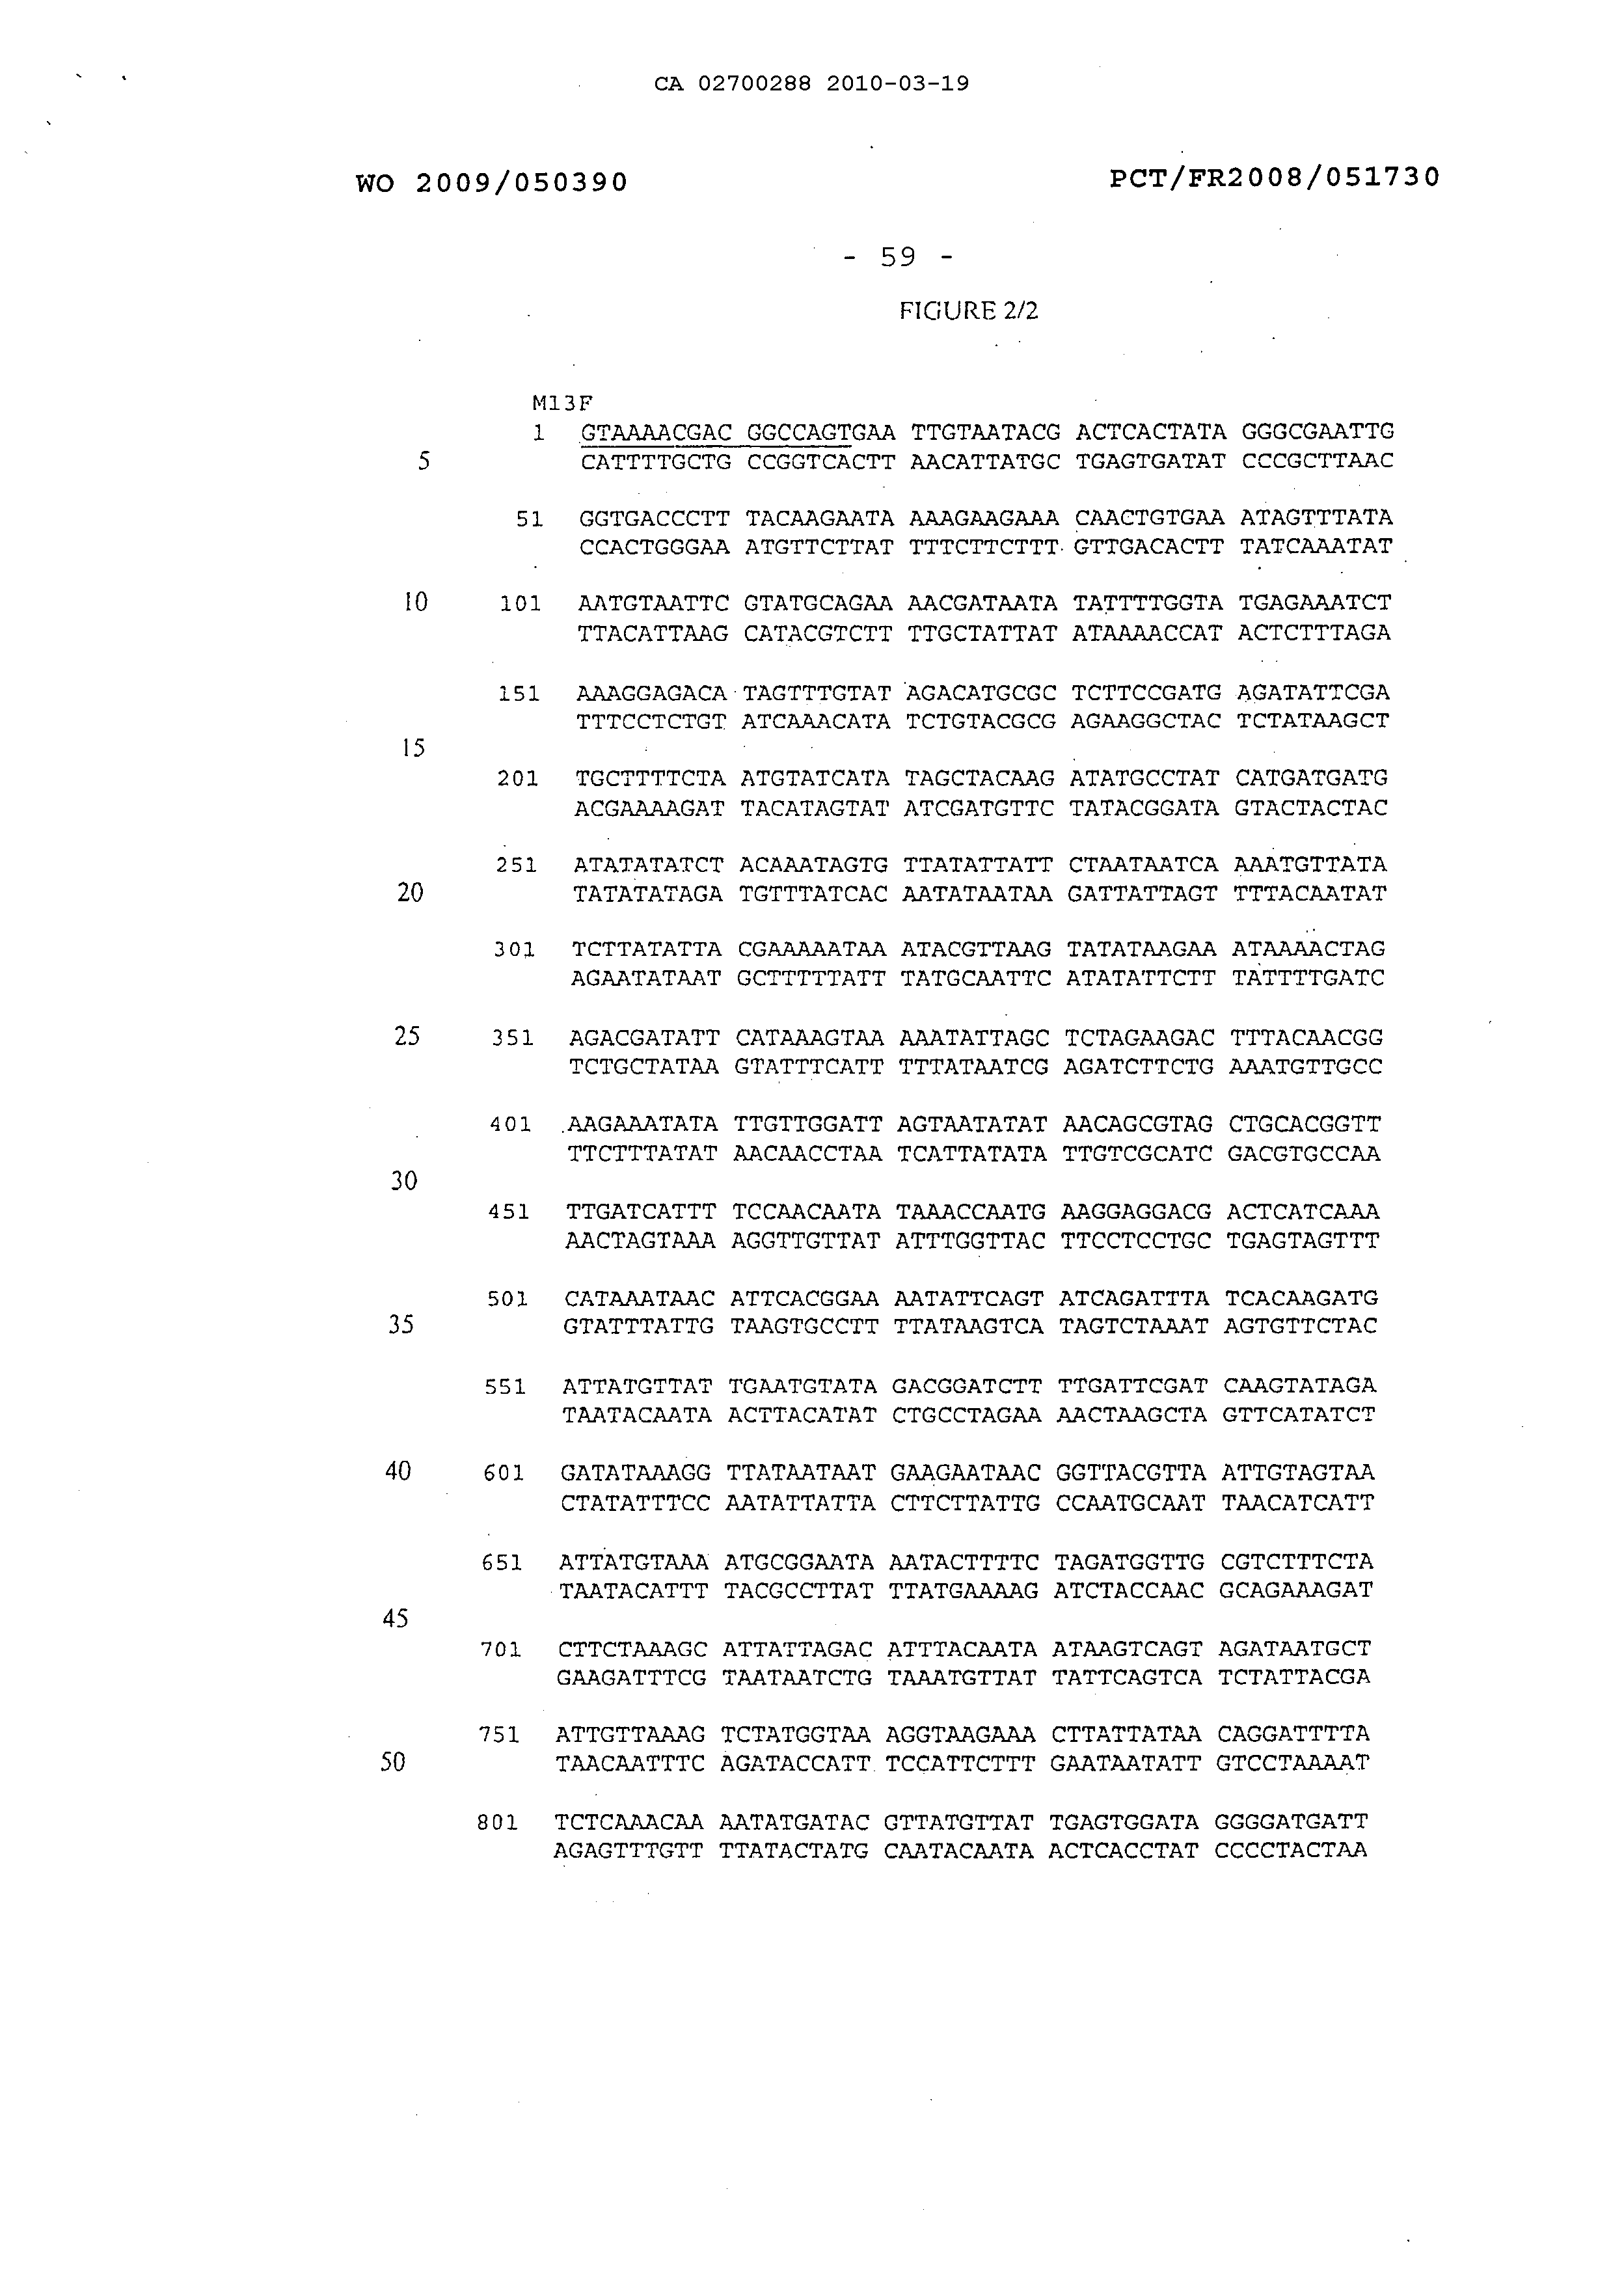 CA 02700288 2010-03-19
WO 2009/050390 PCT/FR2008/051730
- 59 -
FIGURE 2/2
M13F
1 GTAAAACGAC GGCCAGTGAA TTGTAATACG ACTCACTATA GGGCGAATTG
5 CATTTTGCTG CCGGTCACTT AACATTATGC TGAGTGATAT CCCGCTTAAC
51 GGTGACCCTT TACAAGAATA AAAGAAGAAA CAACTGTGAA ATAGTTTATA
CCACTGGGAA ATGTTCTTAT TTTCTTCTTT GTTGACACTT TATCAAATAT
10 101 AATGTAATTC GTATGCAGAA AACGATAATA TATTTTGGTA TGAGAAATCT
TTACATTAAG CATACGTCTT TTGCTATTAT ATAAAACCAT ACTCTTTAGA
151 AAAGGAGACA TAGTTTGTAT AGACATGCGC TCTTCCGATG AGATATTCGA
TTTCCTCTGT ATCAAACATA TCTGTACGCG AGAAGGCTAC TCTATAAGCT
15
201 TGCTTTTCTA ATGTATCATA TAGCTACAAG ATATGCCTAT CATGATGATG
ACGAAAAGAT TACATAGTAT ATCGATGTTC TATACGGATA GTACTACTAC
251 ATATATATCT ACAAATAGTG TTATATTATT CTAATAATCA AAATGTTATA
20 TATATATAGA TGTTTATCAC AATATAATAA GATTATTAGT TTTACAATAT
301 TCTTATATTA CGAAAAATAA ATACGTTAAG TATATAAGAA ATAAAACTAG
AGAATATAAT GCTTTTTATT TATGCAATTC ATATATTCTT TATTTTGATC
25 351 AGACGATATT CATAAAGTAA AAATATTAGC TCTAGAAGAC TTTACAACGG
TCTGCTATAA GTATTTCATT TTTATAATCG AGATCTTCTG AAATGTTGCC
401 AAGAAATATA TTGTTGGATT AGTAATATAT AACAGCGTAG CTGCACGGTT
TTCTTTATAT AACAACCTAA TCATTATATA TTGTCGCATC GACGTGCCAA
30
451 TTGATCATTT TCCAACAATA TAAACCAATG AAGGAGGACG ACTCATCAAA
AACTAGTAAA AGGTTGTTAT ATTTGGTTAC TTCCTCCTGC TGAGTAGTTT
501 CATAAATAAC ATTCACGGAA AATATTCAGT ATCAGATTTA TCACAAGATG
35 GTATTTATTG TAAGTGCCTT TTATAAGTCA TAGTCTAAAT AGTGTTCTAC
551 ATTATGTTAT TGAATGTATA GACGGATCTT TTGATTCGAT CAAGTATAGA
TAATACAATA ACTTACATAT CTGCCTAGAA AACTAAGCTA GTTCATATCT
40 601 GATATAAAGG TTATAATAAT GAAGAATAAC GGTTACGTTA ATTGTAGTAA
CTATATTTCC AATATTATTA CTTCTTATTG CCAATGCAAT TAACATCATT
651 ATTATGTAAA ATGCGGAATA AATACTTTTC TAGATGGTTG CGTCTTTCTA
TAATACATTT TACGCCTTAT TTATGAAAAG ATCTACCAAC GCAGAAAGAT
45
701 CTTCTAAAGC ATTATTAGAC ATTTACAATA ATAAGTCAGT AGATAATGCT
GAAGATTTCG TAATAATCTG TAAATGTTAT TATTCAGTCA TCTATTACGA
751 ATTGTTAAAG TCTATGGTAA AGGTAAGAAA CTTATTATAA CAGGATTTTA
50 TAACAATTTC AGATACCATT TCCATTCTTT GAATAATATT GTCCTAAAAT
801 TCTCAAACAA AATATGATAC GTTATGTTAT TGAGTGGATA GGGGATGATT
AGAGTTTGTT TTATACTATG CAATACAATA ACTCACCTAT CCCCTACTAA